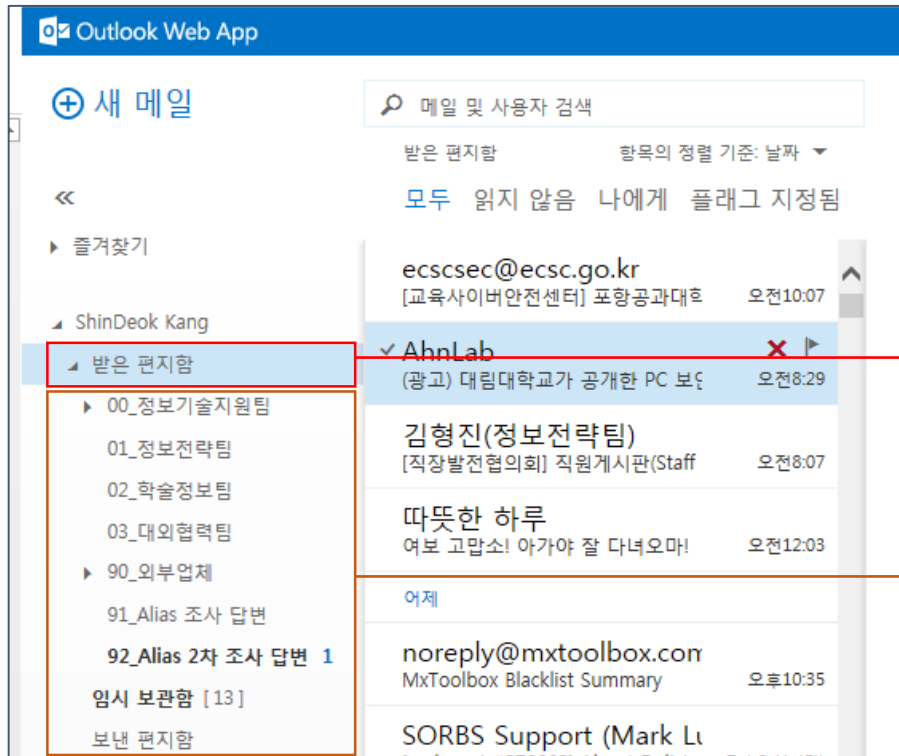 Outlook Web App
새 메일
메일 및 사용자 검색
받은 편지함 항목의 정렬 기준: 날짜
모두 읽지 않음 나에게 플래그 지정됨
즐겨찾기
ShinDeok Kang
받은 편지함
00_정보기술지원팀
01_정보전략팀
02_학술정보팀
03_대외협력팀
90_외부업체
91_Alias 조사 답변
92_Alias 2차 조사 답변 1
임시 보관함 [13]
보낸 편지함
ecscsec@ecsc.go.kr
[교육사이버안전센터] 포항공과대학 오전10:07
AhnLab
(광고) 대림대학교가 공개한 PC 보안 오전8:29
김형진(정보전략팀)
[직장발전협의회] 직원게시판(Staff 오전8:07
따뜻한 하루
여보 고맙소! 아가야 잘 다녀오마! 오전12:03
어제
noreply@mxtoolbox.com
MxToolbox Blacklist Summary 오후10:35
SORBS Support (Mark